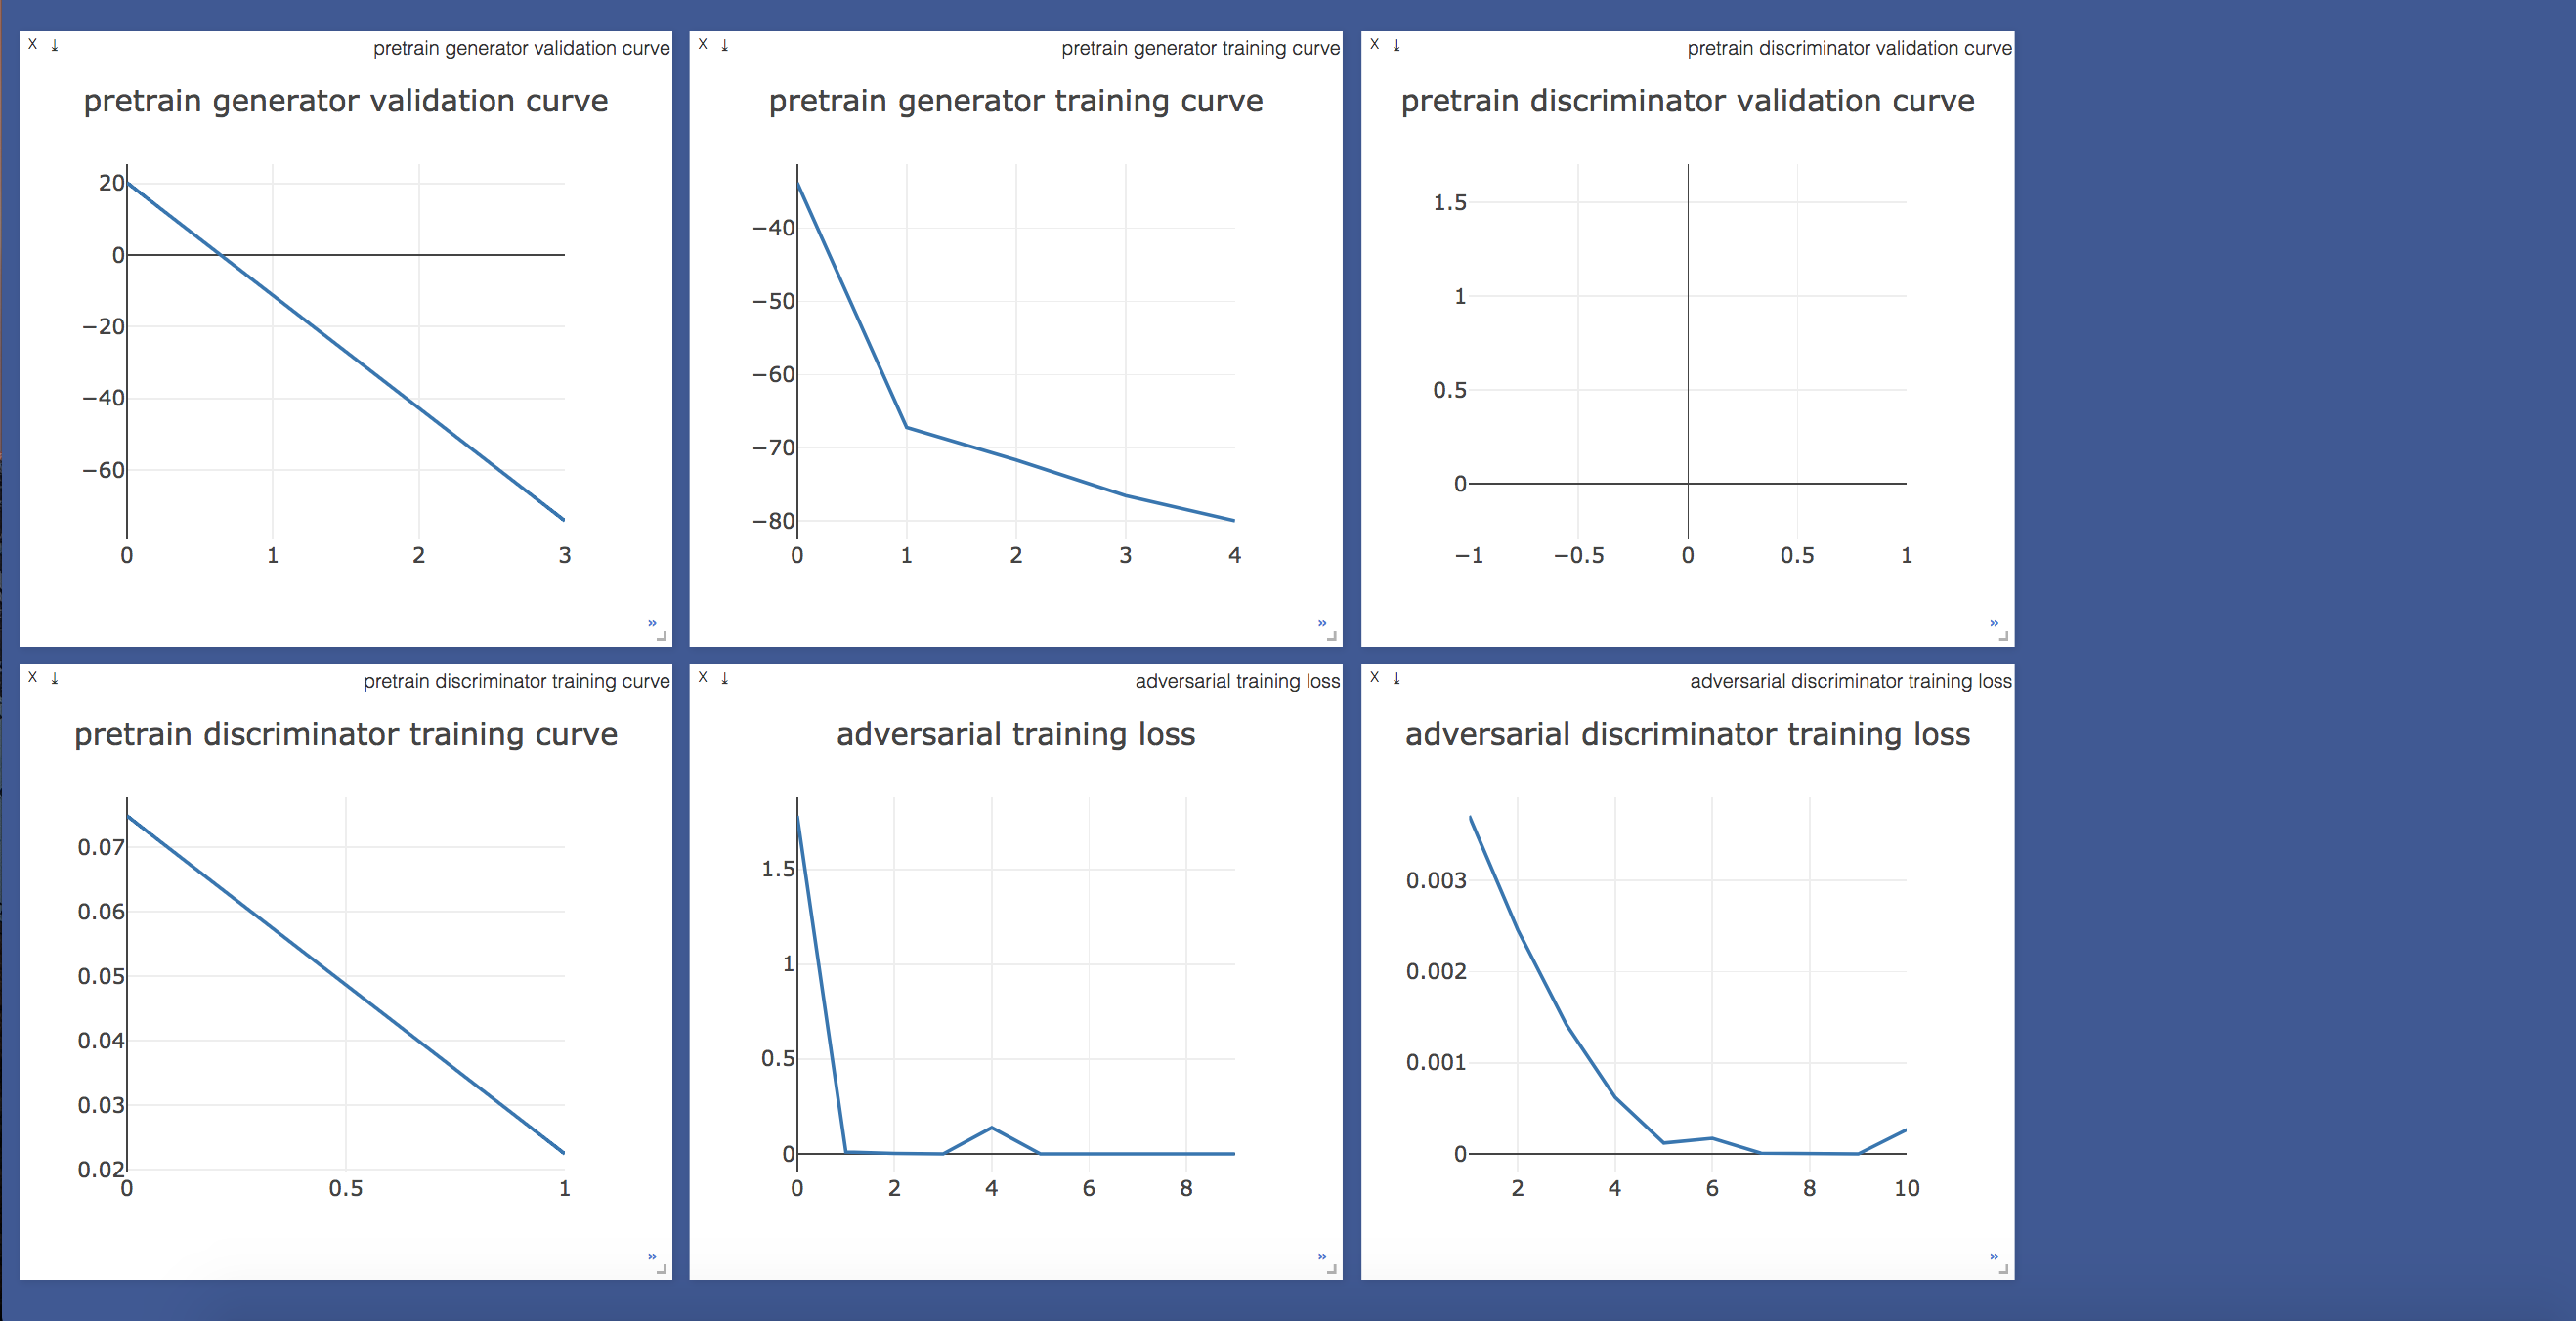 X ↓ pretrain generator validation curve
pretrain generator validation curve
20
0
−20
−40
−60
0 1 2 3
»
X ↓ pretrain generator training curve
pretrain generator training curve
−40
−50
−60
−70
−80
0 1 2 3 4
»
X ↓ pretrain discriminator validation curve
pretrain discriminator validation curve
1.5
1
0.5
0
−1 −0.5 0 0.5 1
»
X ↓ pretrain discriminator training curve
pretrain discriminator training curve
0.07
0.06
0.05
0.04
0.03
0.02
0 0.5 1
»
X ↓ adversarial training loss
adversarial training loss
1.5
1
0.5
0
0 2 4 6 8
»
X ↓ adversarial discriminator training loss
adversarial discriminator training loss
0.003
0.002
0.001
0
2 4 6 8 10
»